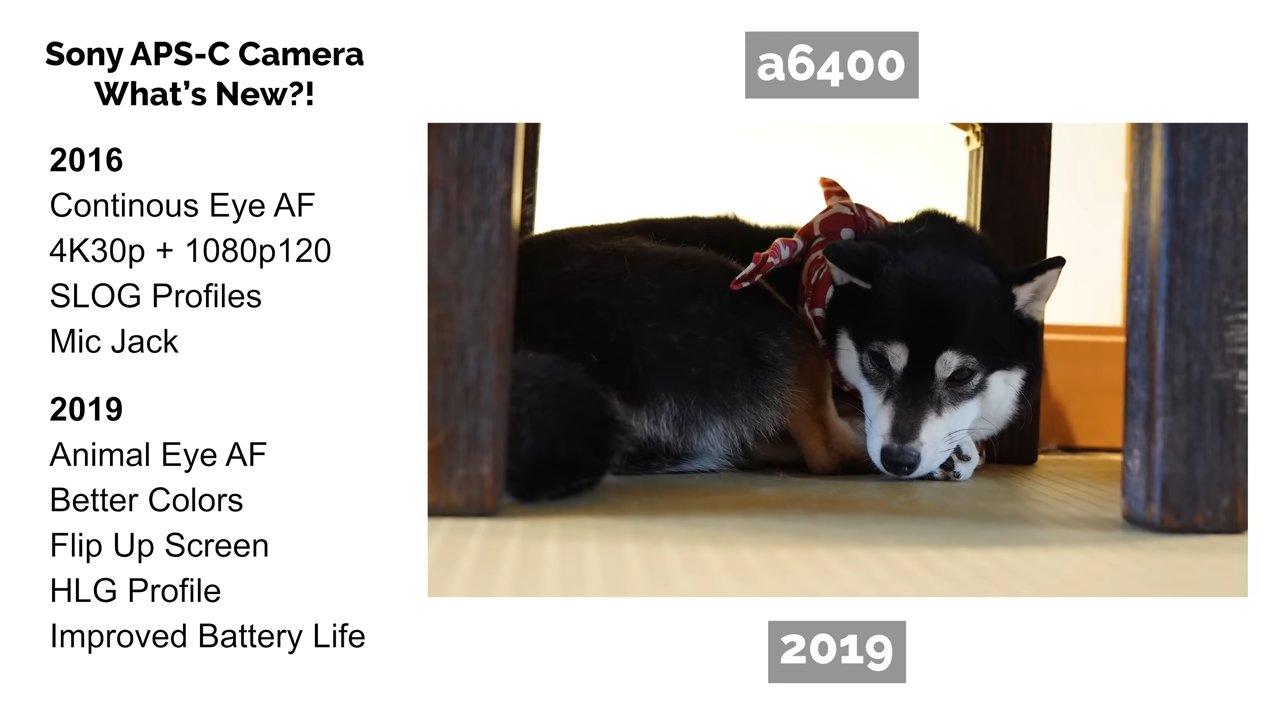 Sony APS-C Camera
What's New?!
2016
Continous Eye AF
4K30p + 1080p120
SLOG Profiles
Mic Jack
2019
Animal Eye AF
Better Colors
Flip Up Screen
HLG Profile
Improved Battery Life
a6400
2019